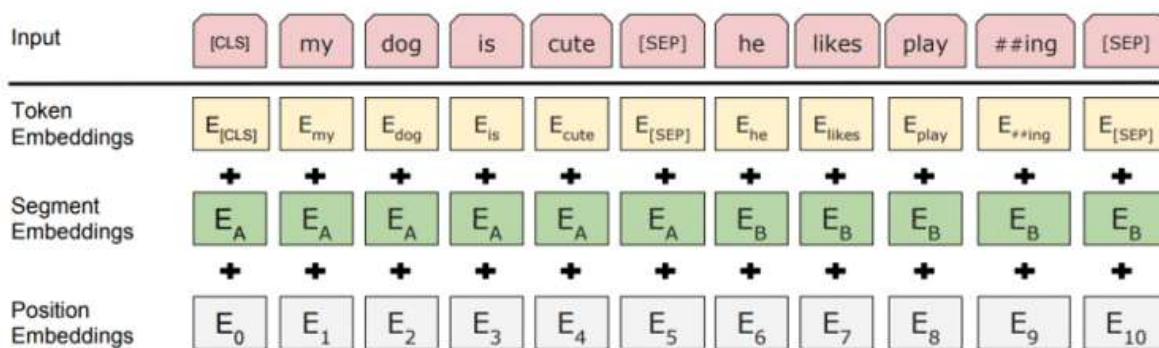 Input [CLS] my dog is cute [SEP] he likes play ##ing [SEP]
Token Embeddings E[CLS] Emy Edog Eis Ecute E[SEP] Ehe Elikes Eplay E##ing E[SEP]
+ + + + + + + + + + +
Segment Embeddings EA EA EA EA EA EA EB EB EB EB EB
+ + + + + + + + + + +
Position Embeddings E0 E1 E2 E3 E4 E5 E6 E7 E8 E9 E10